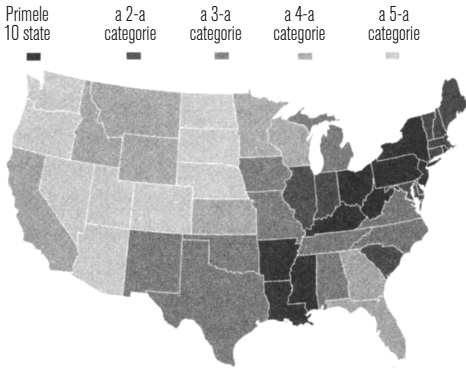 Primele
10 state
a 2-a
categorie
a 3-a
categorie
a 4-a
categorie
a 5-a
categorie